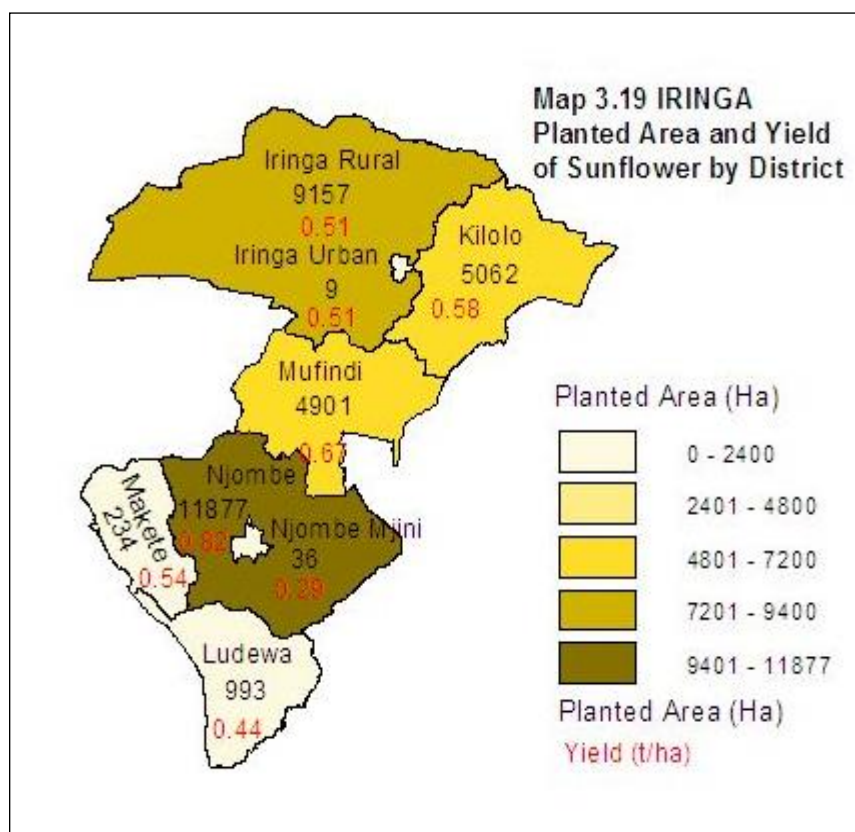 Map 3.19 IRINGA
Planted Area and Yield
of Sunflower by District
Iringa Rural
9157
0.51
Iringa Urban
9
0.51
Kilolo
5062
0.58
Mufindi
4901
0.67
Njombe
11877
0.82
Njombe Mjini
36
0.29
Makete
234
0.54
Ludewa
993
0.44
Planted Area (Ha)
0 - 2400
2401 - 4800
4801 - 7200
7201 - 9400
9401 - 11877
Planted Area (Ha)
Yield (t/ha)